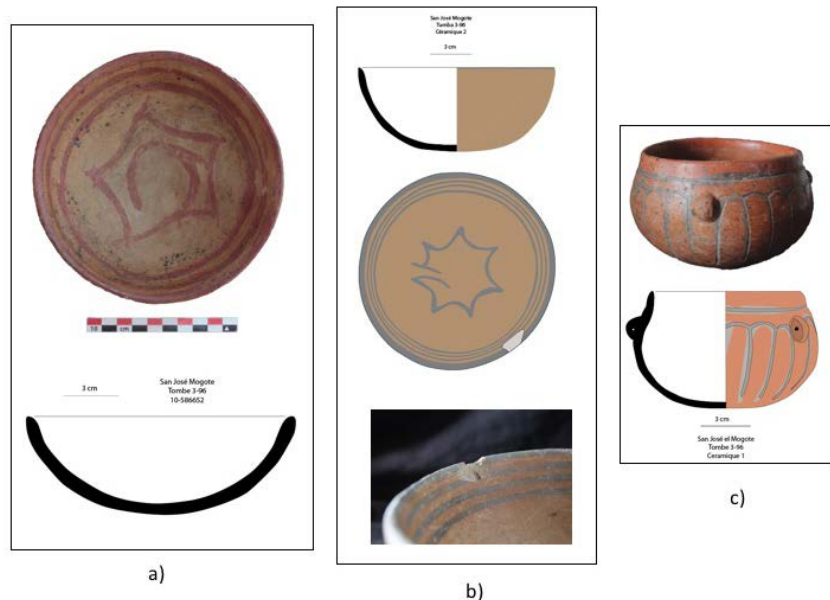 10
cm
3 cm
San José Mogote
Tombe 3-96
10-586652
a)
San José Mogote
Tombe 3-96
Céramique 2
3 cm
b)
3 cm
San José el Mogote
Tombe 3-96
Ceramique 1
c)